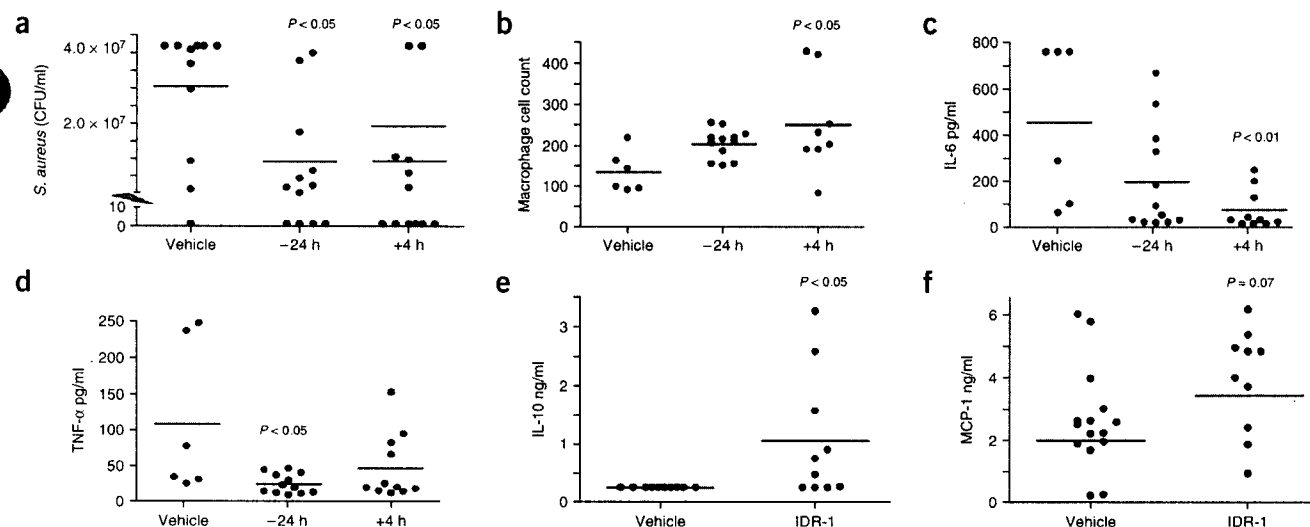 a
P < 0.05
P < 0.05
S. aureus (CFU/ml)
4.0 × 10⁷
2.0 × 10⁷
10
0
Vehicle
−24 h
+4 h
b
P < 0.05
Macrophage cell count
400
300
200
100
0
Vehicle
−24 h
+4 h
c
P < 0.01
IL-6 pg/ml
800
600
400
200
0
Vehicle
−24 h
+4 h
d
P < 0.05
TNF-α pg/ml
250
200
150
100
50
0
Vehicle
−24 h
+4 h
e
P < 0.05
IL-10 ng/ml
3
2
1
0
Vehicle
IDR-1
f
P = 0.07
MCP-1 ng/ml
6
4
2
0
Vehicle
IDR-1